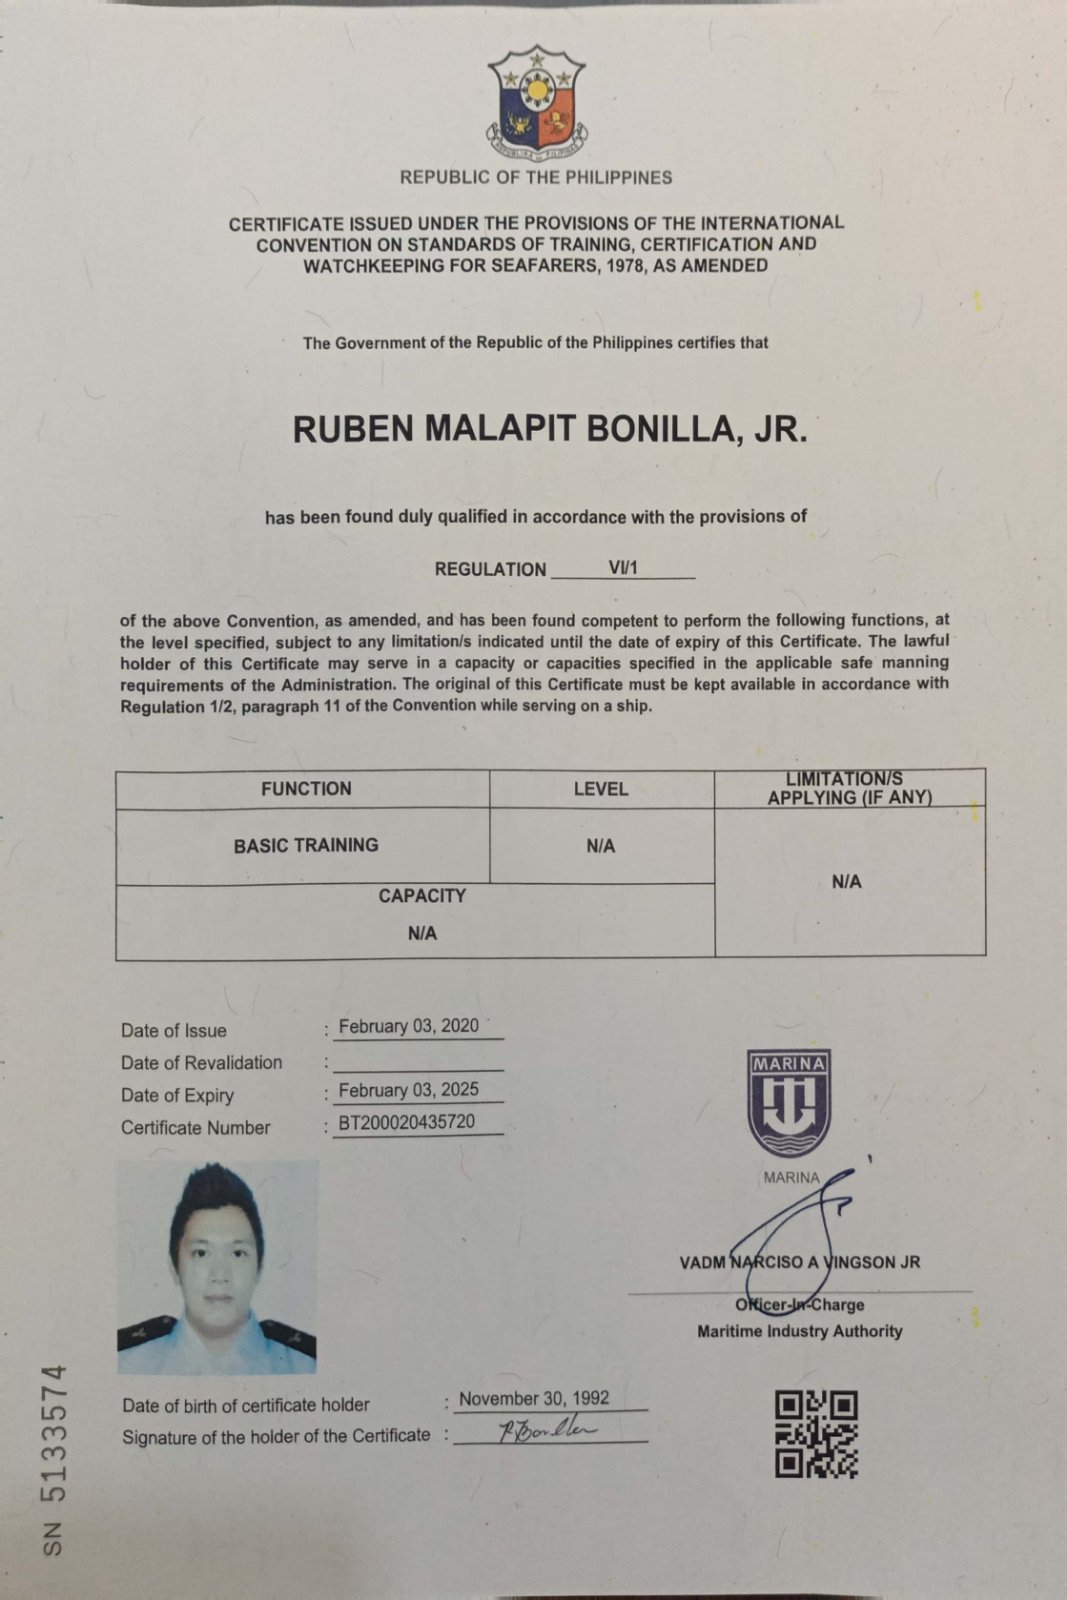 REPUBLIKA NG PILIPINAS
REPUBLIC OF THE PHILIPPINES
CERTIFICATE ISSUED UNDER THE PROVISIONS OF THE INTERNATIONAL
CONVENTION ON STANDARDS OF TRAINING, CERTIFICATION AND
WATCHKEEPING FOR SEAFARERS, 1978, AS AMENDED
The Government of the Republic of the Philippines certifies that
RUBEN MALAPIT BONILLA, JR.
has been found duly qualified in accordance with the provisions of
REGULATION VI/1
of the above Convention, as amended, and has been found competent to perform the following functions, at
the level specified, subject to any limitation/s indicated until the date of expiry of this Certificate. The lawful
holder of this Certificate may serve in a capacity or capacities specified in the applicable safe manning
requirements of the Administration. The original of this Certificate must be kept available in accordance with
Regulation 1/2, paragraph 11 of the Convention while serving on a ship.
FUNCTION LEVEL LIMITATION/S
APPLYING (IF ANY)
BASIC TRAINING N/A N/A
CAPACITY
N/A
Date of Issue : February 03, 2020
Date of Revalidation :
Date of Expiry : February 03, 2025
Certificate Number : BT200020435720
MARINA
MARINA
VADM NARCISO A VINGSON JR
Officer-In-Charge
Maritime Industry Authority
Date of birth of certificate holder : November 30, 1992
Signature of the holder of the Certificate : RBonilla
SN 5133574